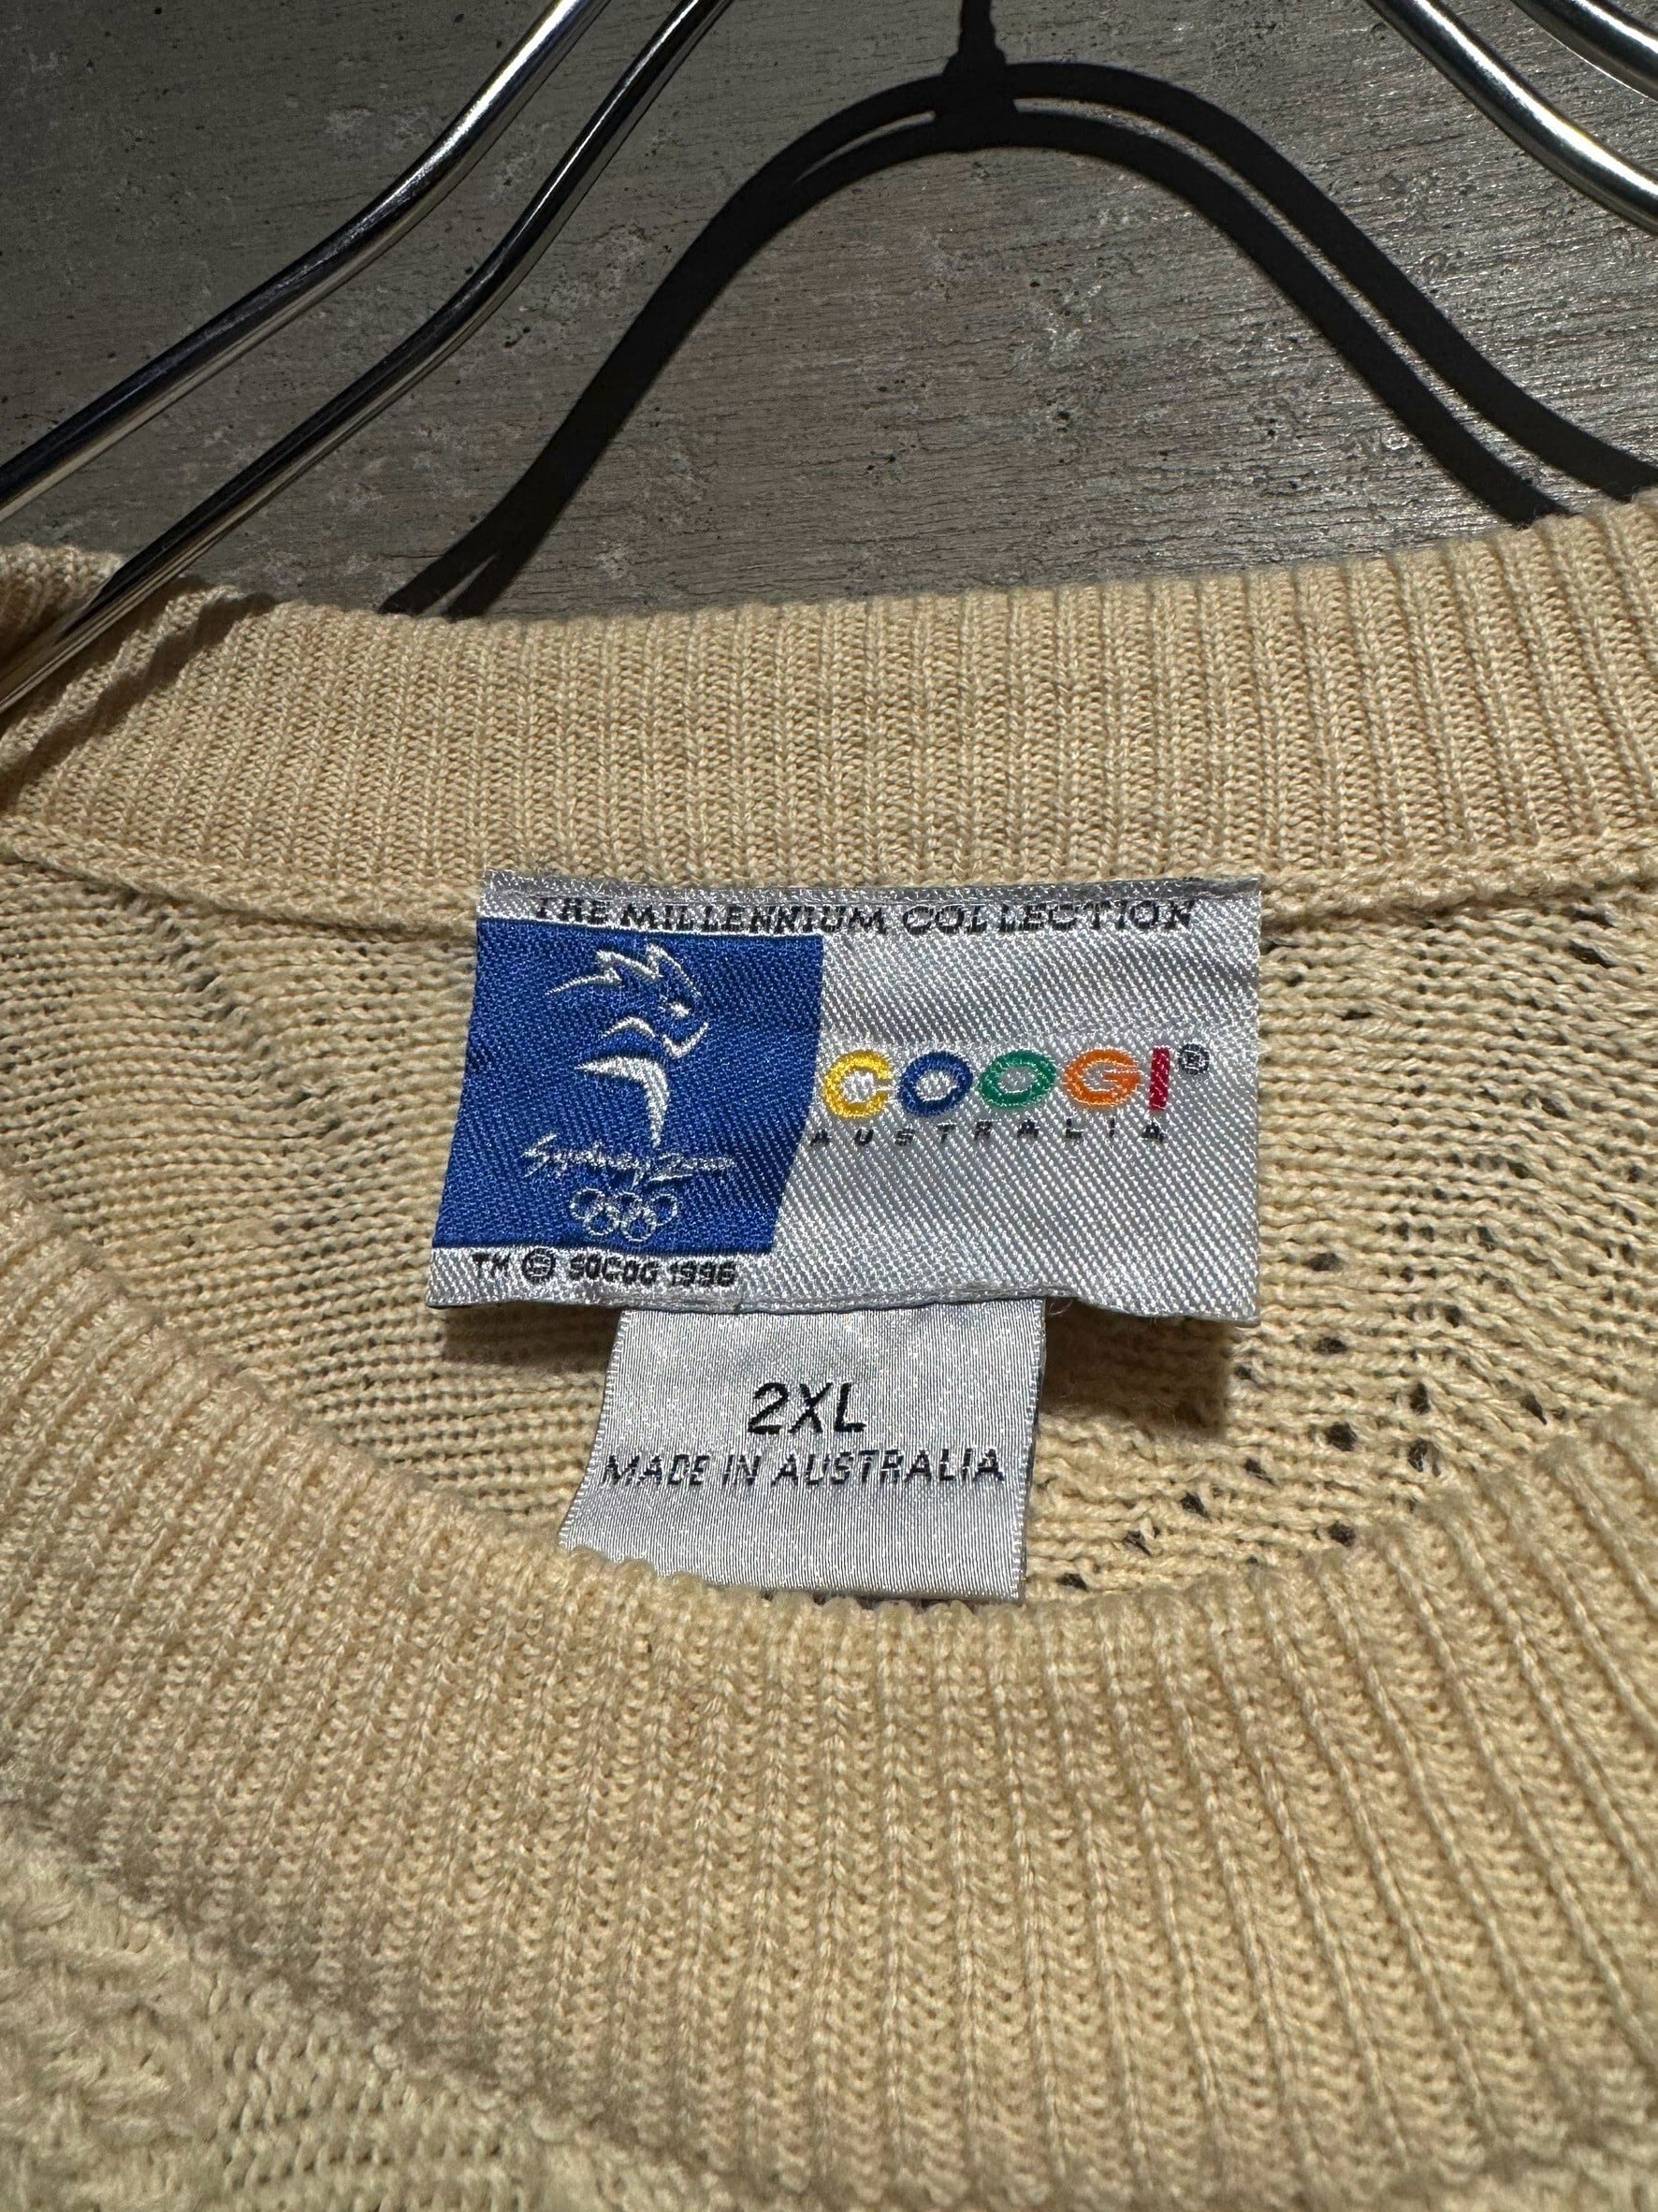 THE MILLENNIUM COLLECTION
COOGI®
AUSTRALIA
Sydney 2000
TM © SOCOG 1996
2XL
MADE IN AUSTRALIA